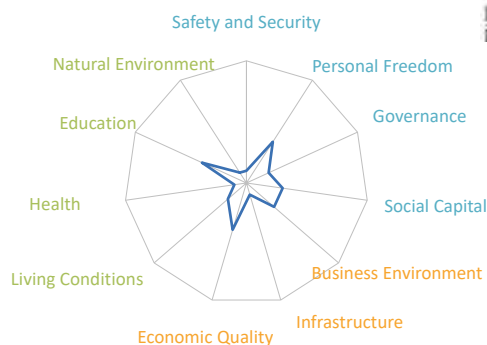 Safety and Security
Natural Environment
Personal Freedom
Education
Governance
Health
Social Capital
Living Conditions
Business Environment
Economic Quality
Infrastructure